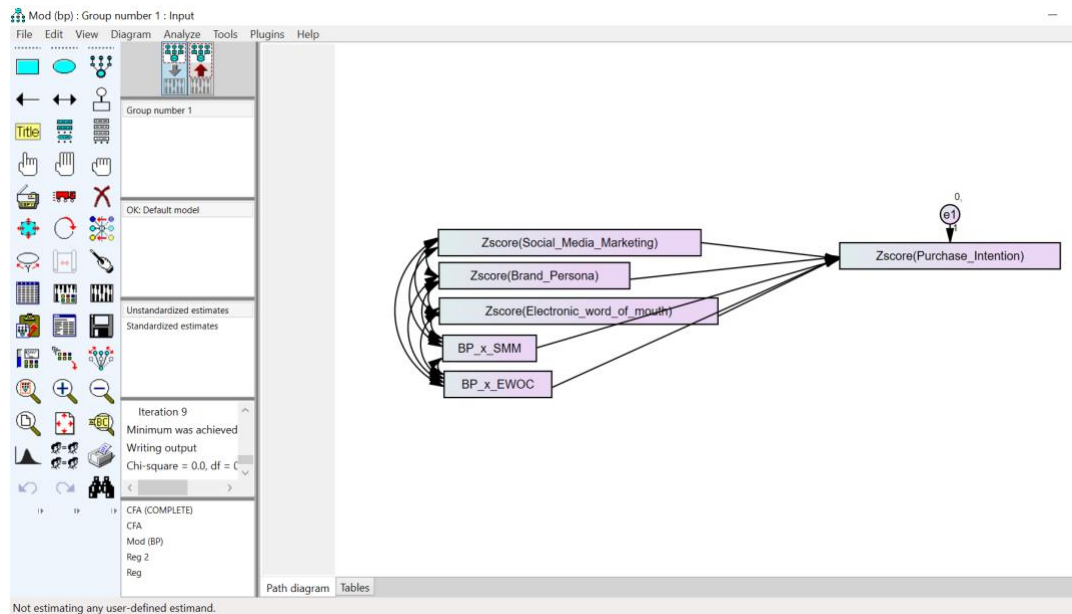 Mod (bp) : Group number 1 : Input
File Edit View Diagram Analyze Tools Plugins Help
Title
Group number 1
OK: Default model
Unstandardized estimates
Standardized estimates
Iteration 9
Minimum was achieved
Writing output
Chi-square = 0.0, df = 0
CFA (COMPLETE)
CFA
Mod (BP)
Reg 2
Reg
0,
e1
1
Zscore(Social_Media_Marketing)
Zscore(Purchase_Intention)
Zscore(Brand_Persona)
Zscore(Electronic_word_of_mouth)
BP_x_SMM
BP_x_EWOC
Path diagram Tables
Not estimating any user-defined estimand.